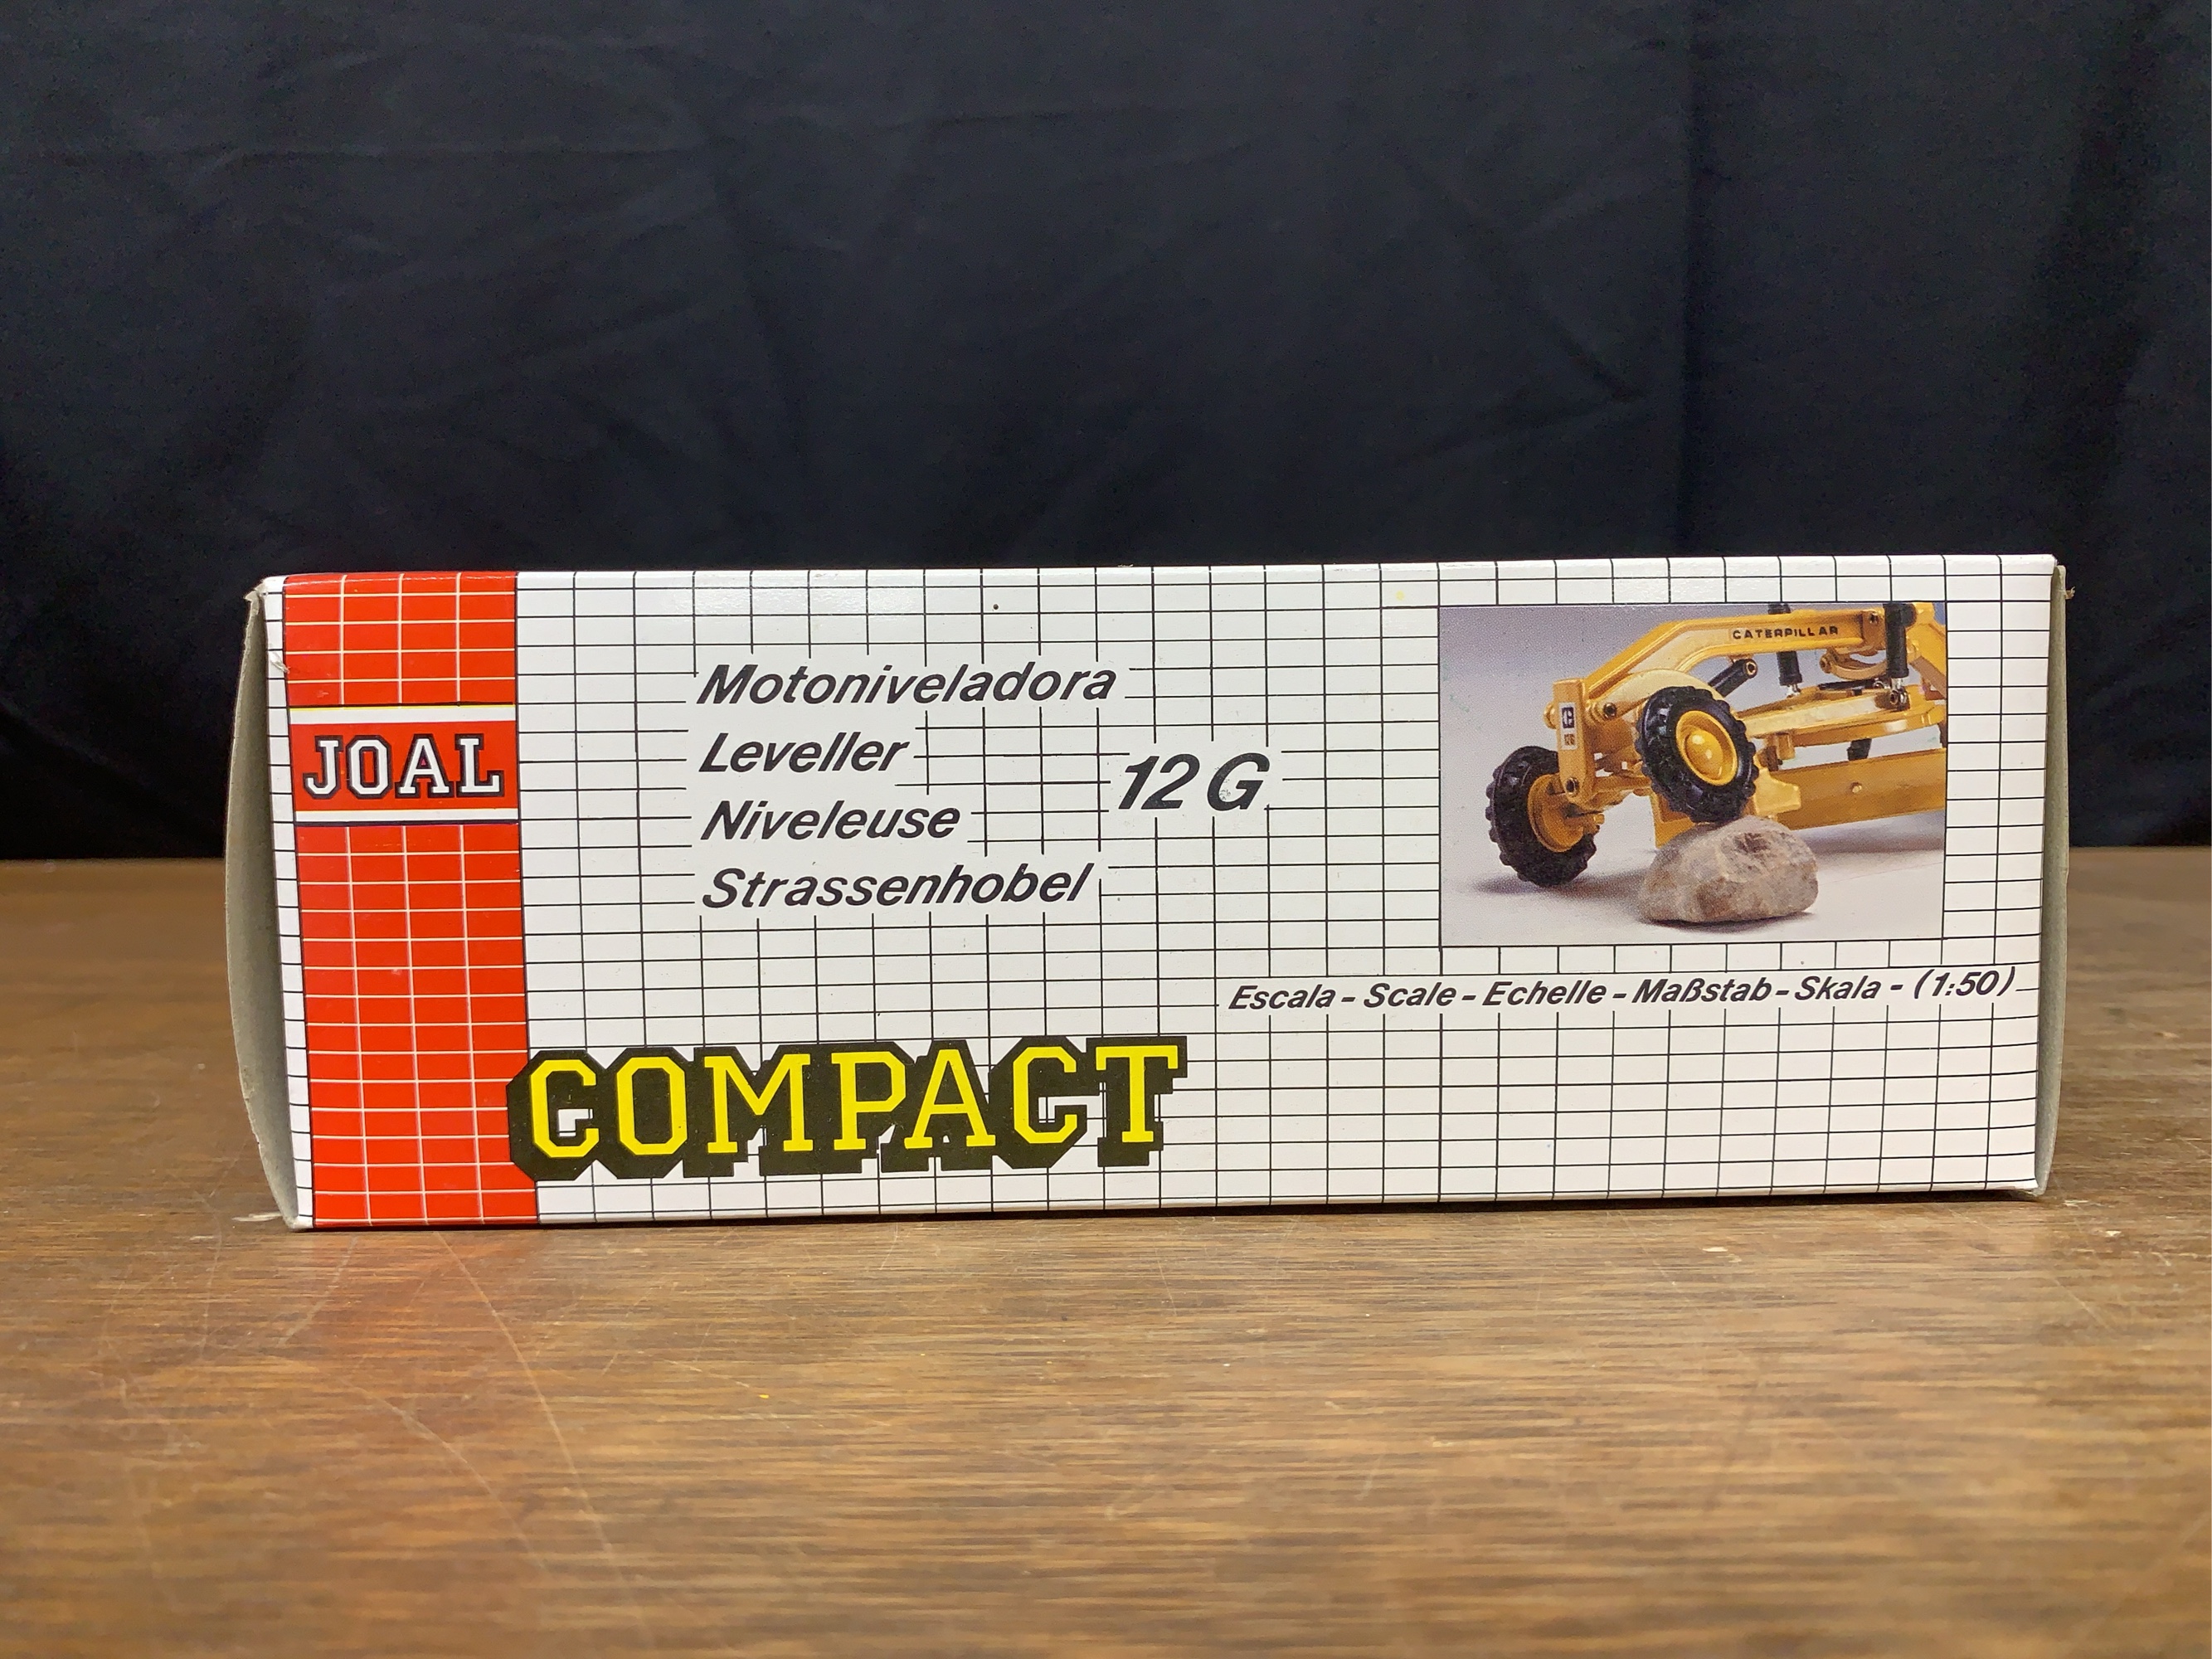 JOAL
Motoniveladora
Leveller
Niveleuse
Strassenhobel
12 G
CATERPILLAR
Escala - Scale - Echelle - Maßstab - Skala - (1:50)
COMPACT